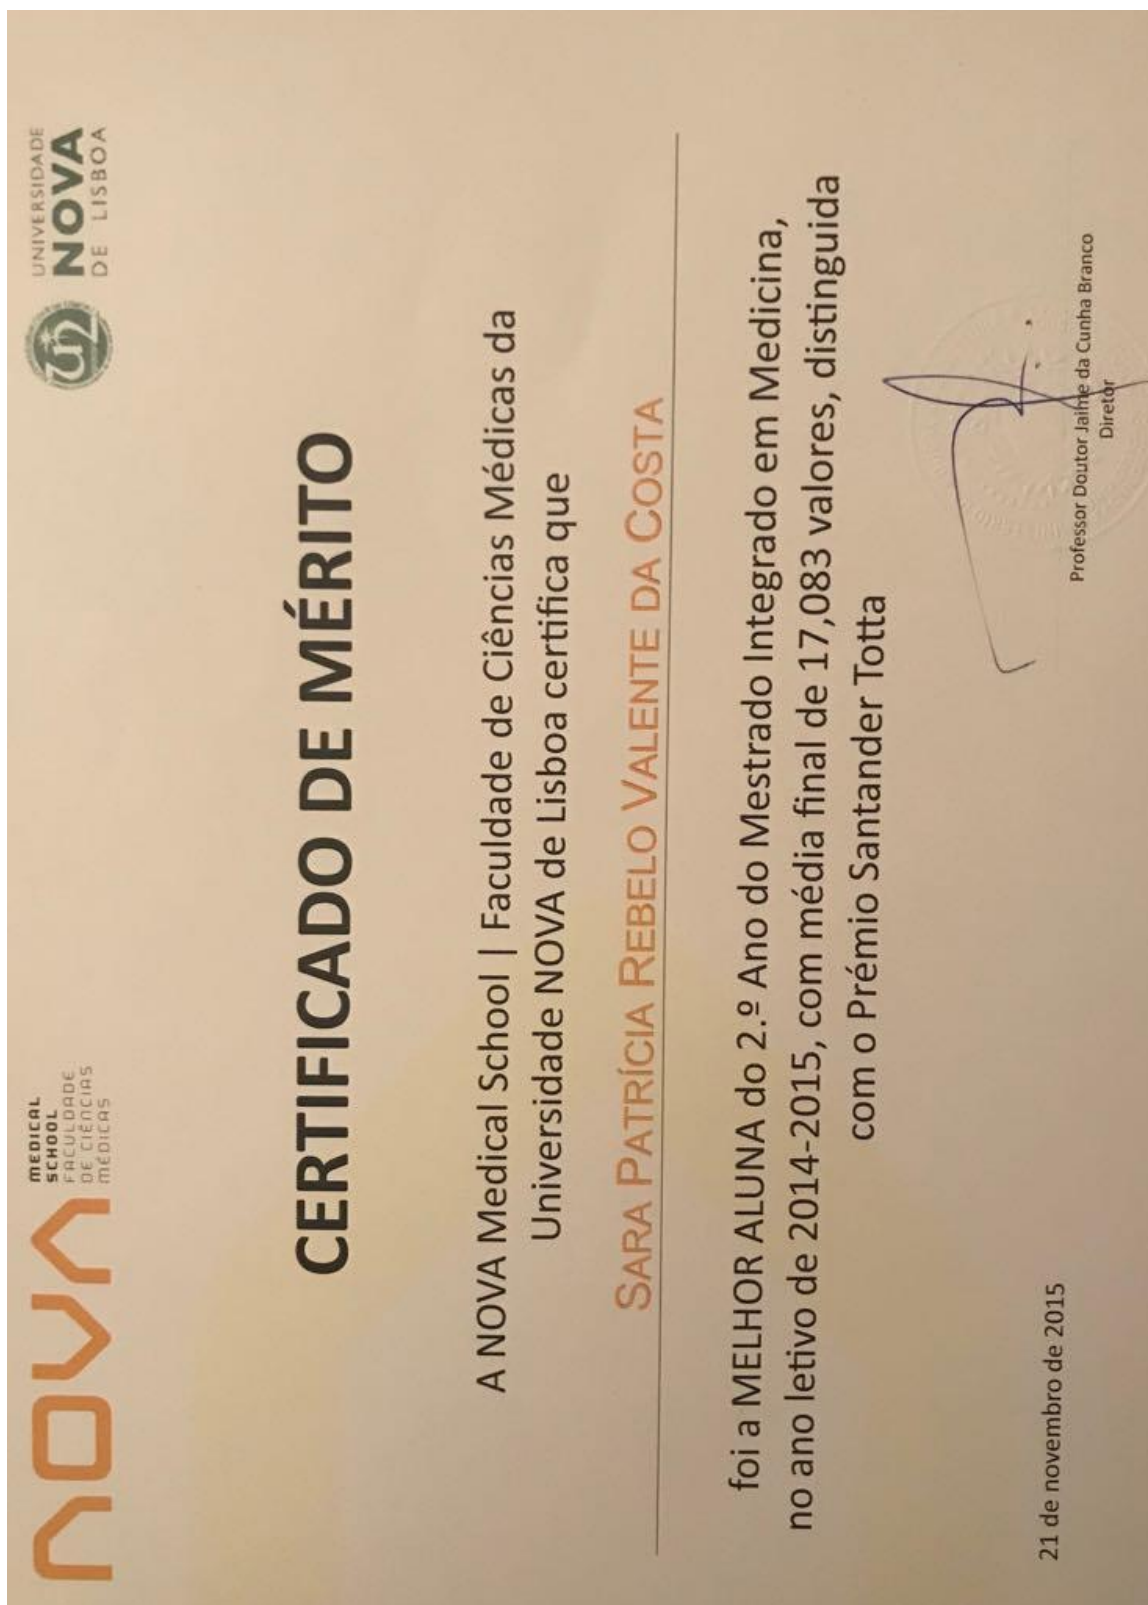 NOVA
MEDICAL
SCHOOL
FACULDADE
DE CIÊNCIAS
MÉDICAS
UNIVERSIDADE
NOVA
DE LISBOA
CERTIFICADO DE MÉRITO
A NOVA Medical School | Faculdade de Ciências Médicas da
Universidade NOVA de Lisboa certifica que
SARA PATRÍCIA REBELO VALENTE DA COSTA
foi a MELHOR ALUNA do 2.º Ano do Mestrado Integrado em Medicina,
no ano letivo de 2014-2015, com média final de 17,083 valores, distinguida
com o Prémio Santander Totta
21 de novembro de 2015
Professor Doutor Jaime da Cunha Branco
Diretor